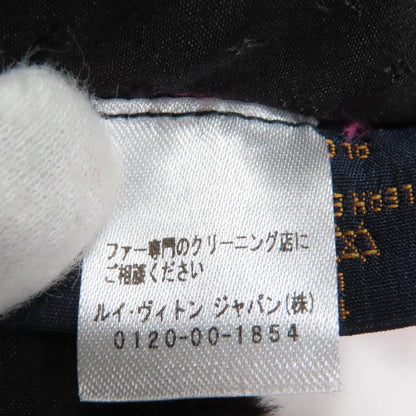 ファー専門のクリーニング店に
ご相談ください
ルイ・ヴィトン ジャパン(株)
0120-00-1854